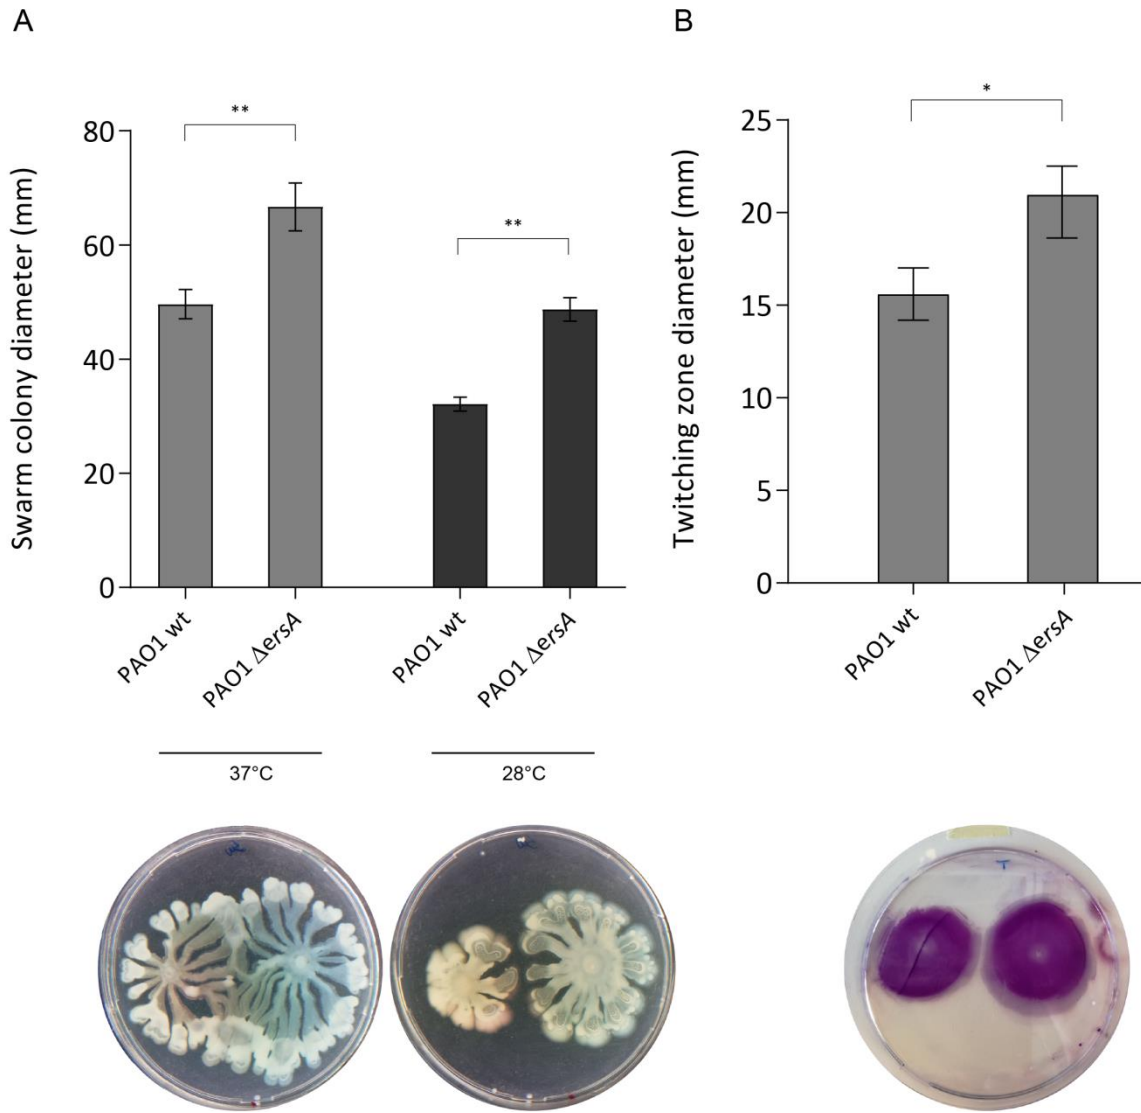 A
B
**
**
*
80
60
40
20
0
Swarm colony diameter (mm)
PAO1 wt
PAO1 ΔersA
PAO1 wt
PAO1 ΔersA
37°C
28°C
25
20
15
10
5
0
Twitching zone diameter (mm)
PAO1 wt
PAO1 ΔersA
T